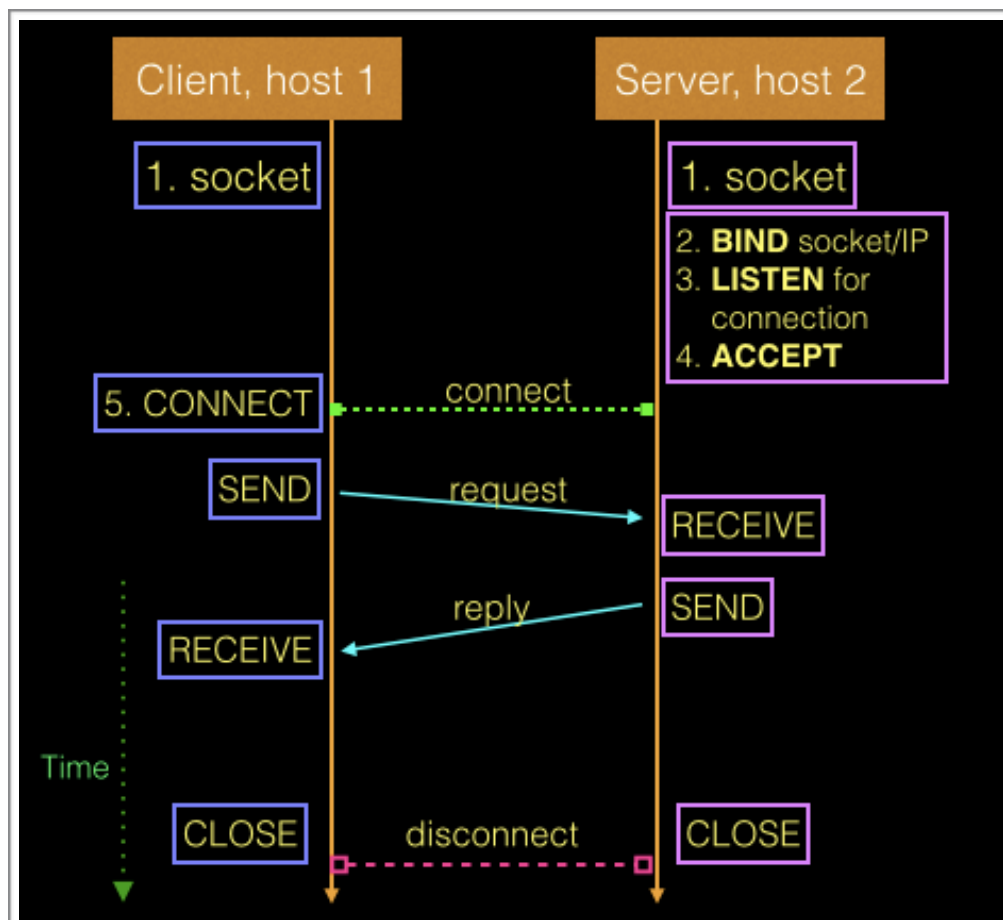 Client, host 1
Server, host 2
1. socket
1. socket
2. BIND socket/IP
3. LISTEN for
connection
4. ACCEPT
5. CONNECT
connect
SEND
request
RECEIVE
SEND
reply
RECEIVE
Time
CLOSE
disconnect
CLOSE